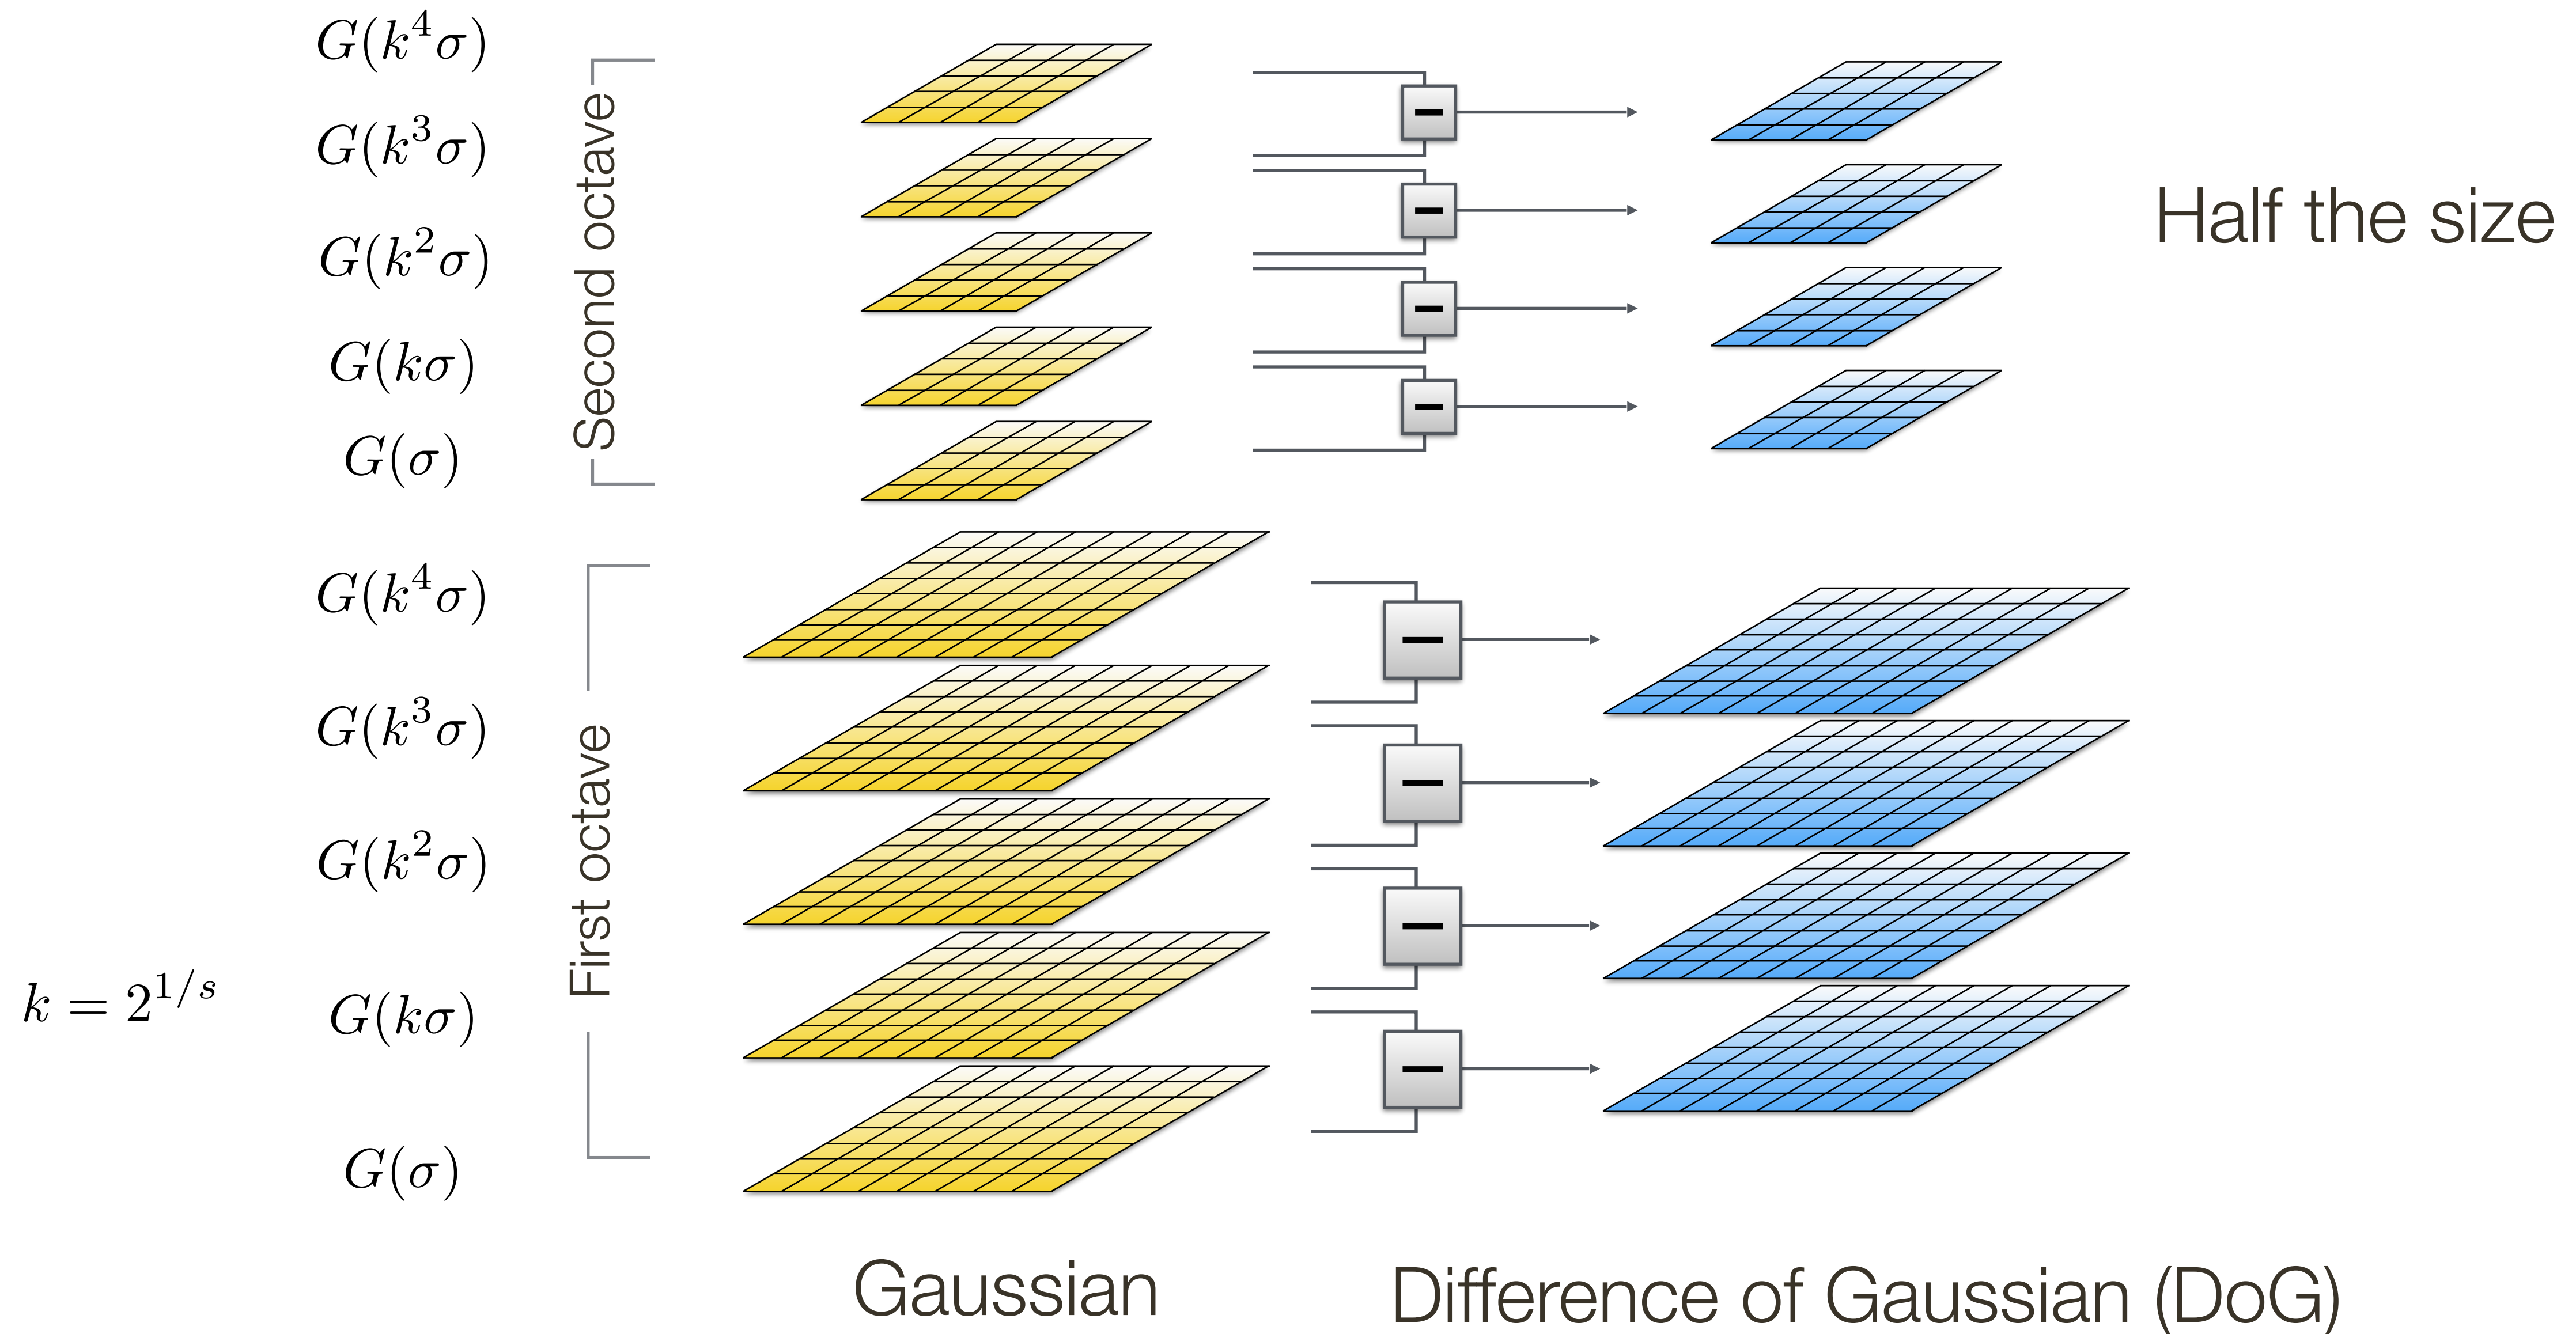 G(k⁴σ)
G(k³σ)
G(k²σ)
G(kσ)
G(σ)
Second octave
Half the size
G(k⁴σ)
G(k³σ)
G(k²σ)
G(kσ)
G(σ)
First octave
k = 2^{1/s}
Gaussian
Difference of Gaussian (DoG)